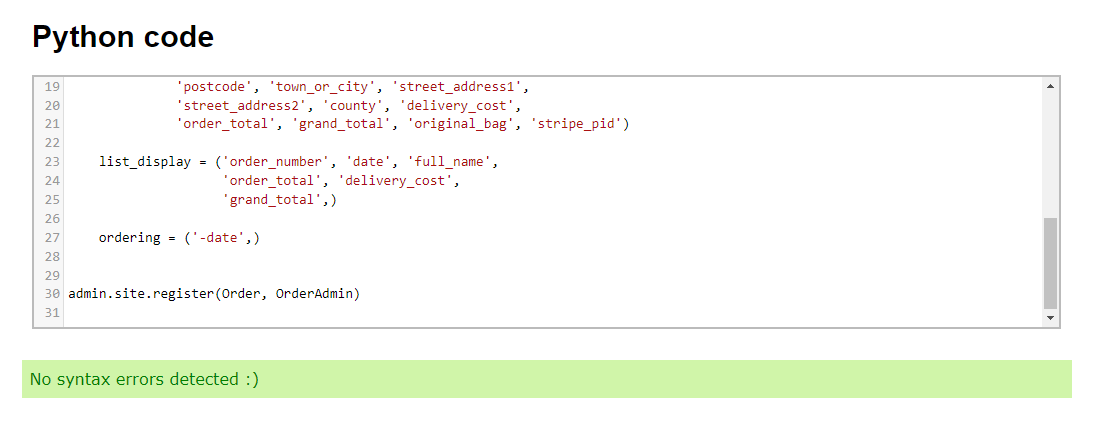 Python code
19 'postcode', 'town_or_city', 'street_address1',
20 'street_address2', 'county', 'delivery_cost',
21 'order_total', 'grand_total', 'original_bag', 'stripe_pid')
22
23 list_display = ('order_number', 'date', 'full_name',
24 'order_total', 'delivery_cost',
25 'grand_total',)
26
27 ordering = ('-date',)
28
29
30 admin.site.register(Order, OrderAdmin)
31
No syntax errors detected :)